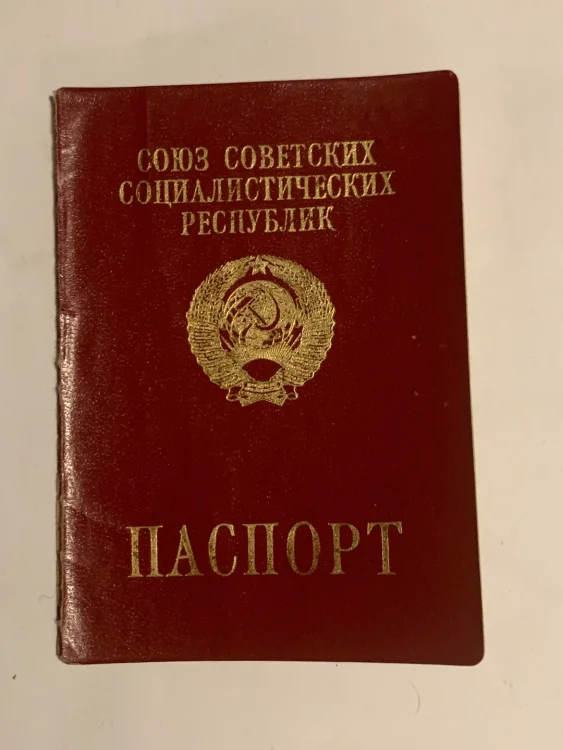 СОЮЗ СОВЕТСКИХ
СОЦИАЛИСТИЧЕСКИХ
РЕСПУБЛИК
ПАСПОРТ